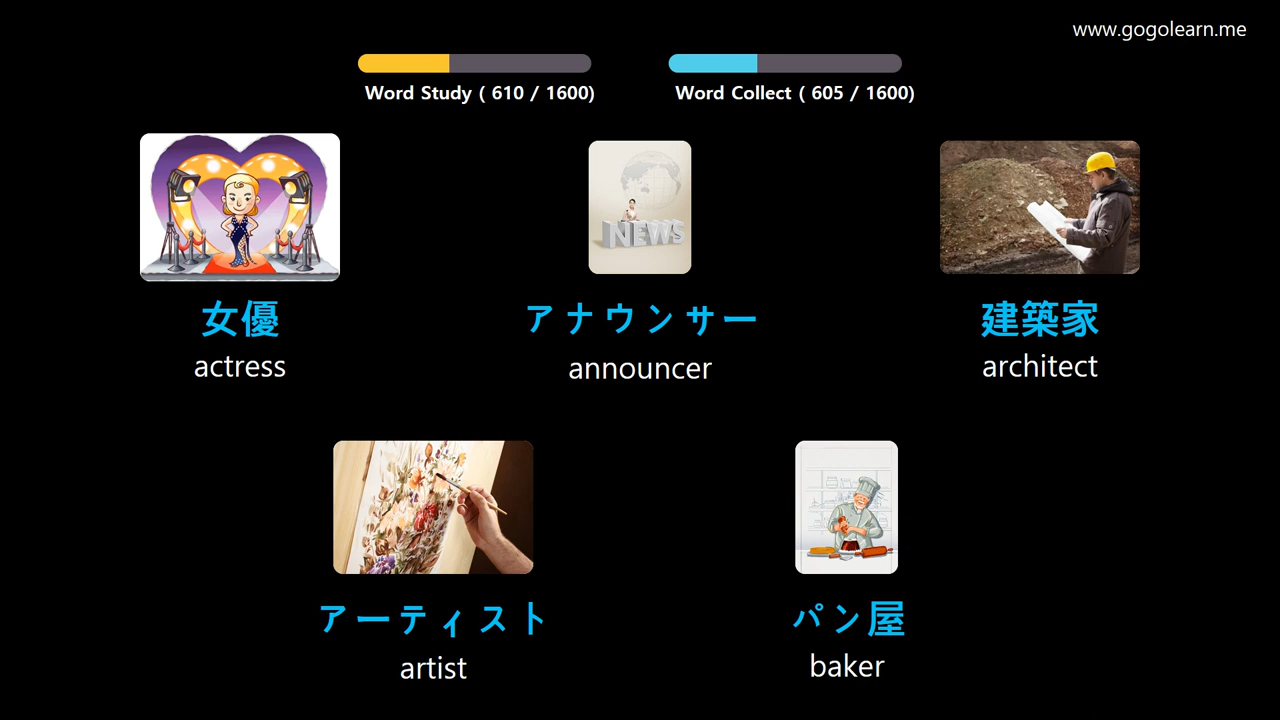 www.gogolearn.me
Word Study ( 610 / 1600)
Word Collect ( 605 / 1600)
NEWS
女優
actress
アナウンサー
announcer
建築家
architect
アーティスト
artist
パン屋
baker